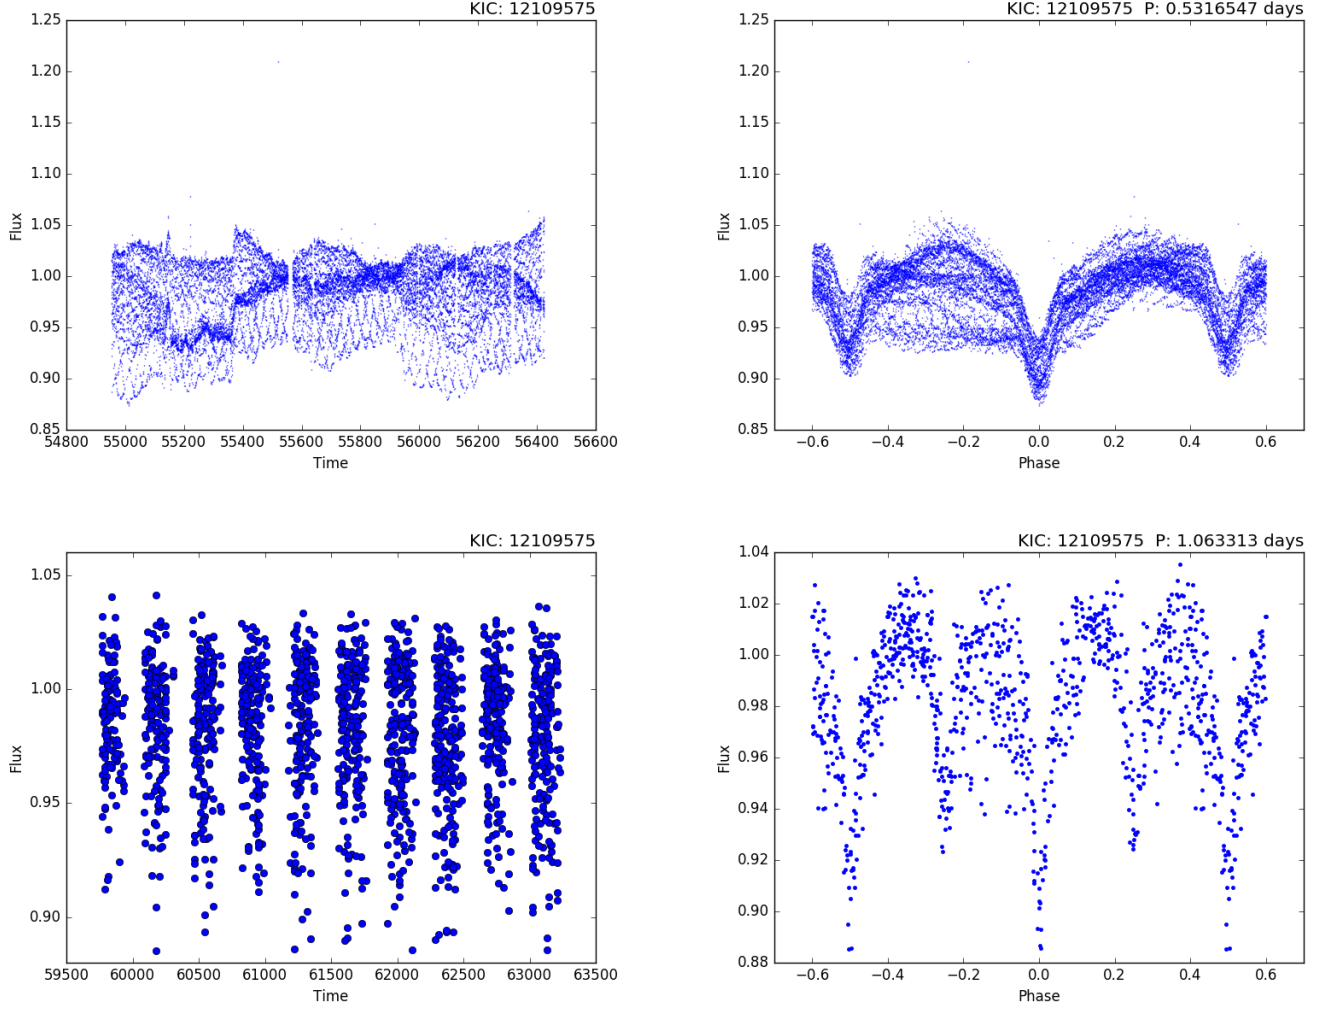 KIC: 12109575
1.25
1.20
1.15
1.10
1.05
1.00
0.95
0.90
0.85
Flux
54800 55000 55200 55400 55600 55800 56000 56200 56400 56600
Time
KIC: 12109575 P: 0.5316547 days
1.25
1.20
1.15
1.10
1.05
1.00
0.95
0.90
0.85
Flux
−0.6 −0.4 −0.2 0.0 0.2 0.4 0.6
Phase
KIC: 12109575
1.05
1.00
0.95
0.90
Flux
59500 60000 60500 61000 61500 62000 62500 63000 63500
Time
KIC: 12109575 P: 1.063313 days
1.04
1.02
1.00
0.98
0.96
0.94
0.92
0.90
0.88
Flux
−0.6 −0.4 −0.2 0.0 0.2 0.4 0.6
Phase